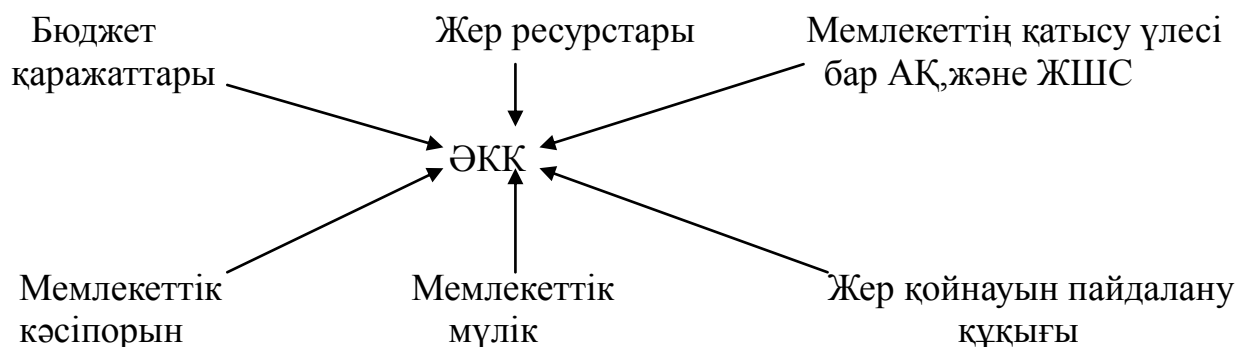 Бюджет
қаражаттары
Жер ресурстары
Мемлекеттің қатысу үлесі
бар АҚ,және ЖШС
ӘКК
Мемлекеттік
кәсіпорын
Мемлекеттік
мүлік
Жер қойнауын пайдалану
құқығы